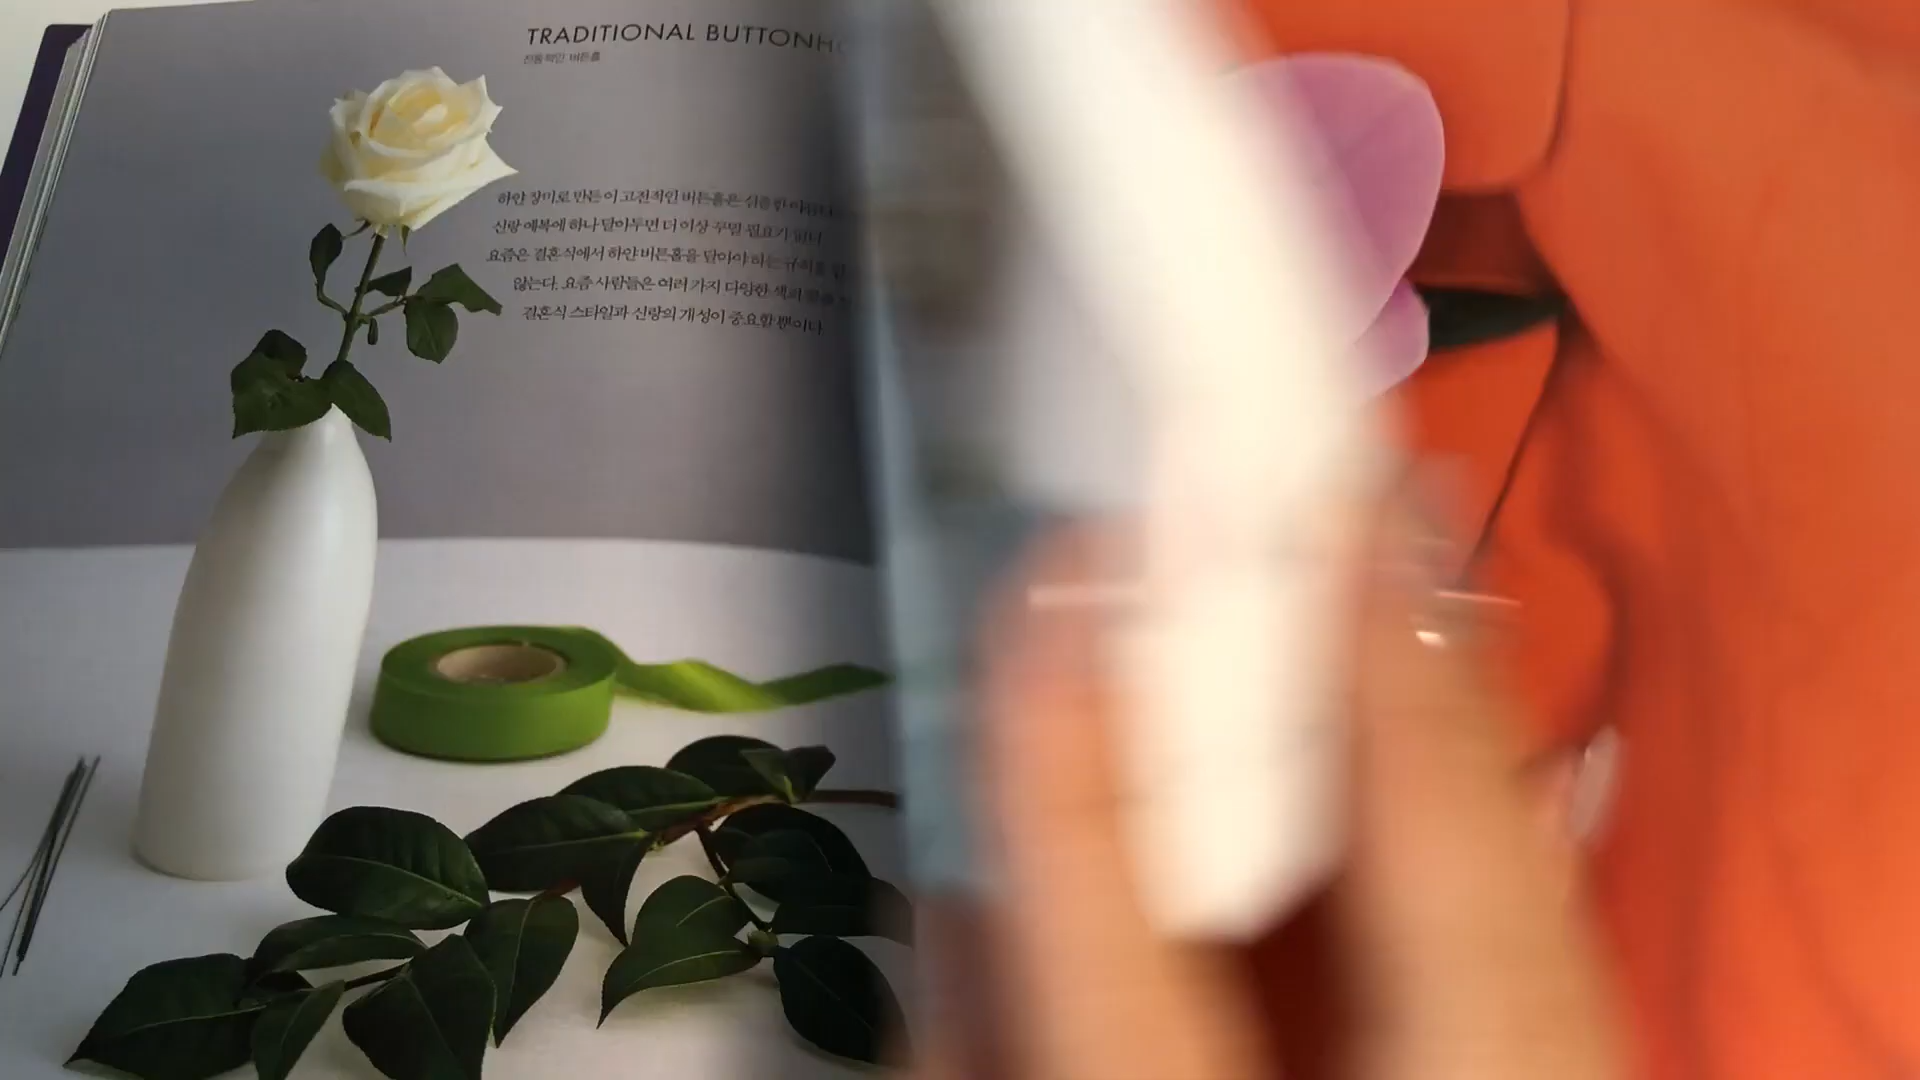 TRADITIONAL BUTTONHO
전통적인 버튼홀
하얀 장미로 만든 이 고전적인 버튼홀은 심플한
신랑 예복에 하나 달아두면 더 이상 꾸밀 필요가 없다
요즘은 결혼식에서 하얀 버튼홀을 달아야 하는 규칙을
않는다. 요즘 사람들은 여러 가지 다양한 색의
결혼식 스타일과 신랑의 개성이 중요할 뿐이다